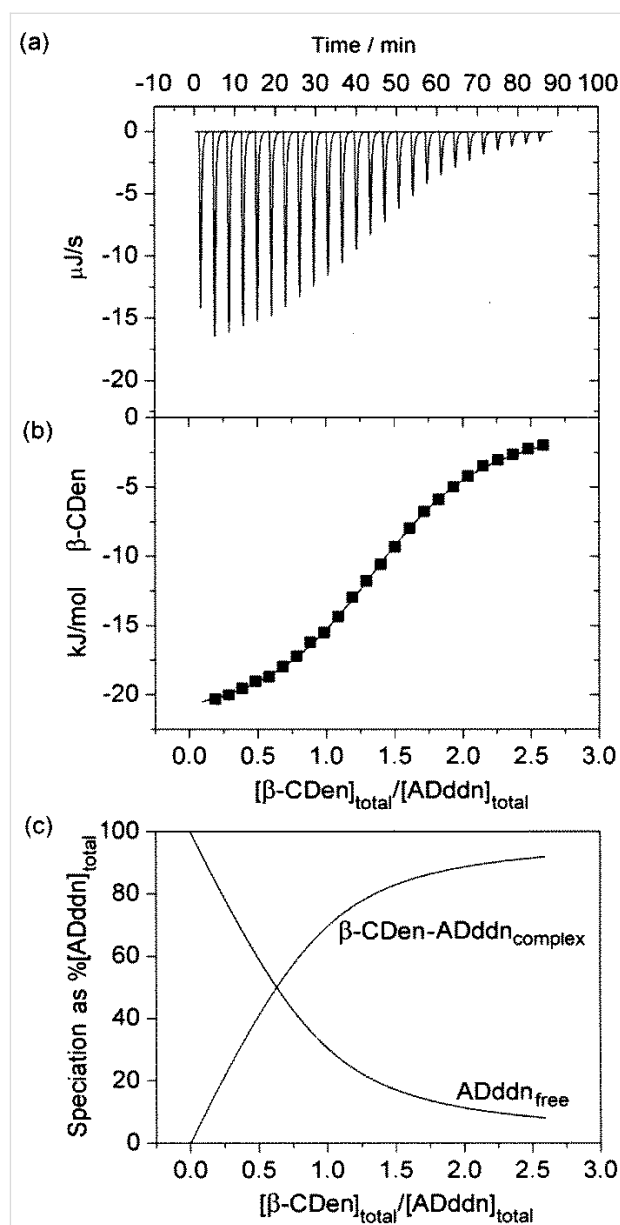 (a)
Time / min
-10 0 10 20 30 40 50 60 70 80 90 100
0
-5
-10
-15
-20
μJ/s
(b)
0
-5
-10
-15
-20
kJ/mol β-CDen
0.0 0.5 1.0 1.5 2.0 2.5 3.0
[β-CDen]total/[ADddn]total
(c)
100
80
60
40
20
0
Speciation as %[ADddn]total
β-CDen-ADddncomplex
ADddnfree
0.0 0.5 1.0 1.5 2.0 2.5 3.0
[β-CDen]total/[ADddn]total